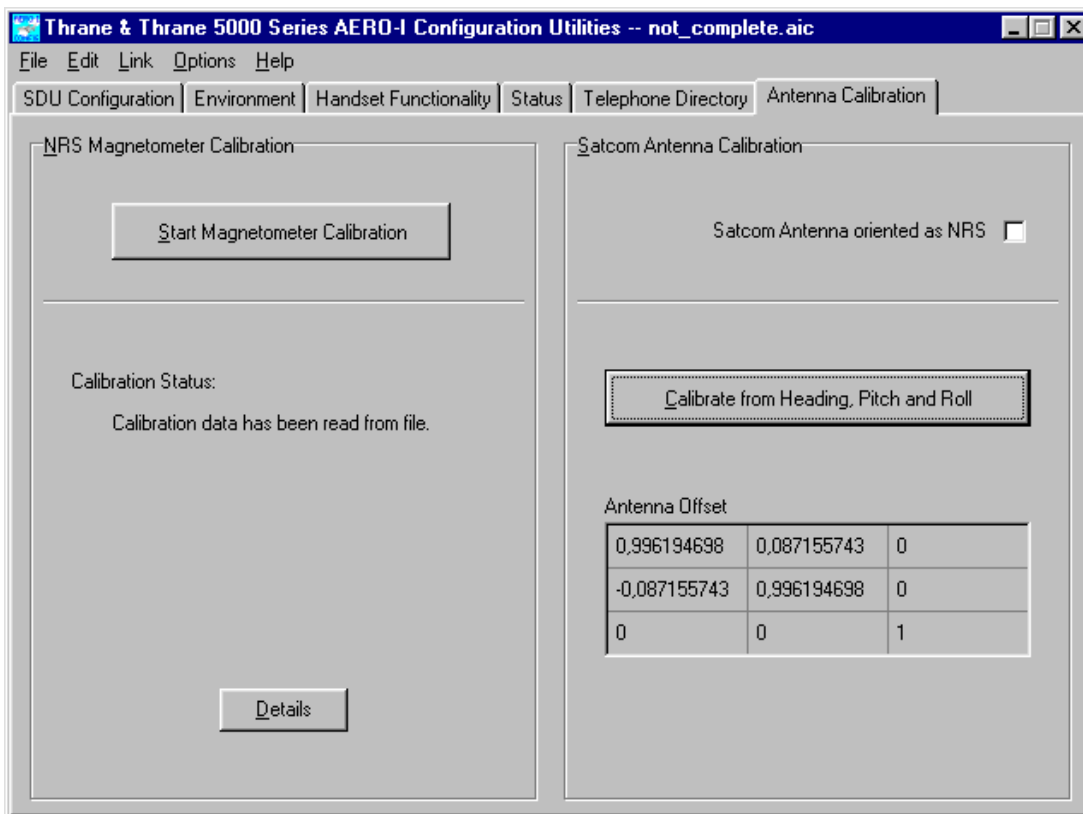 Thrane & Thrane 5000 Series AERO-I Configuration Utilities -- not_complete.aic
File Edit Link Options Help
SDU Configuration Environment Handset Functionality Status Telephone Directory Antenna Calibration
NRS Magnetometer Calibration
Start Magnetometer Calibration
Calibration Status:
Calibration data has been read from file.
Details
Satcom Antenna Calibration
Satcom Antenna oriented as NRS
Calibrate from Heading, Pitch and Roll
Antenna Offset
0,996194698 0,087155743 0
-0,087155743 0,996194698 0
0 0 1